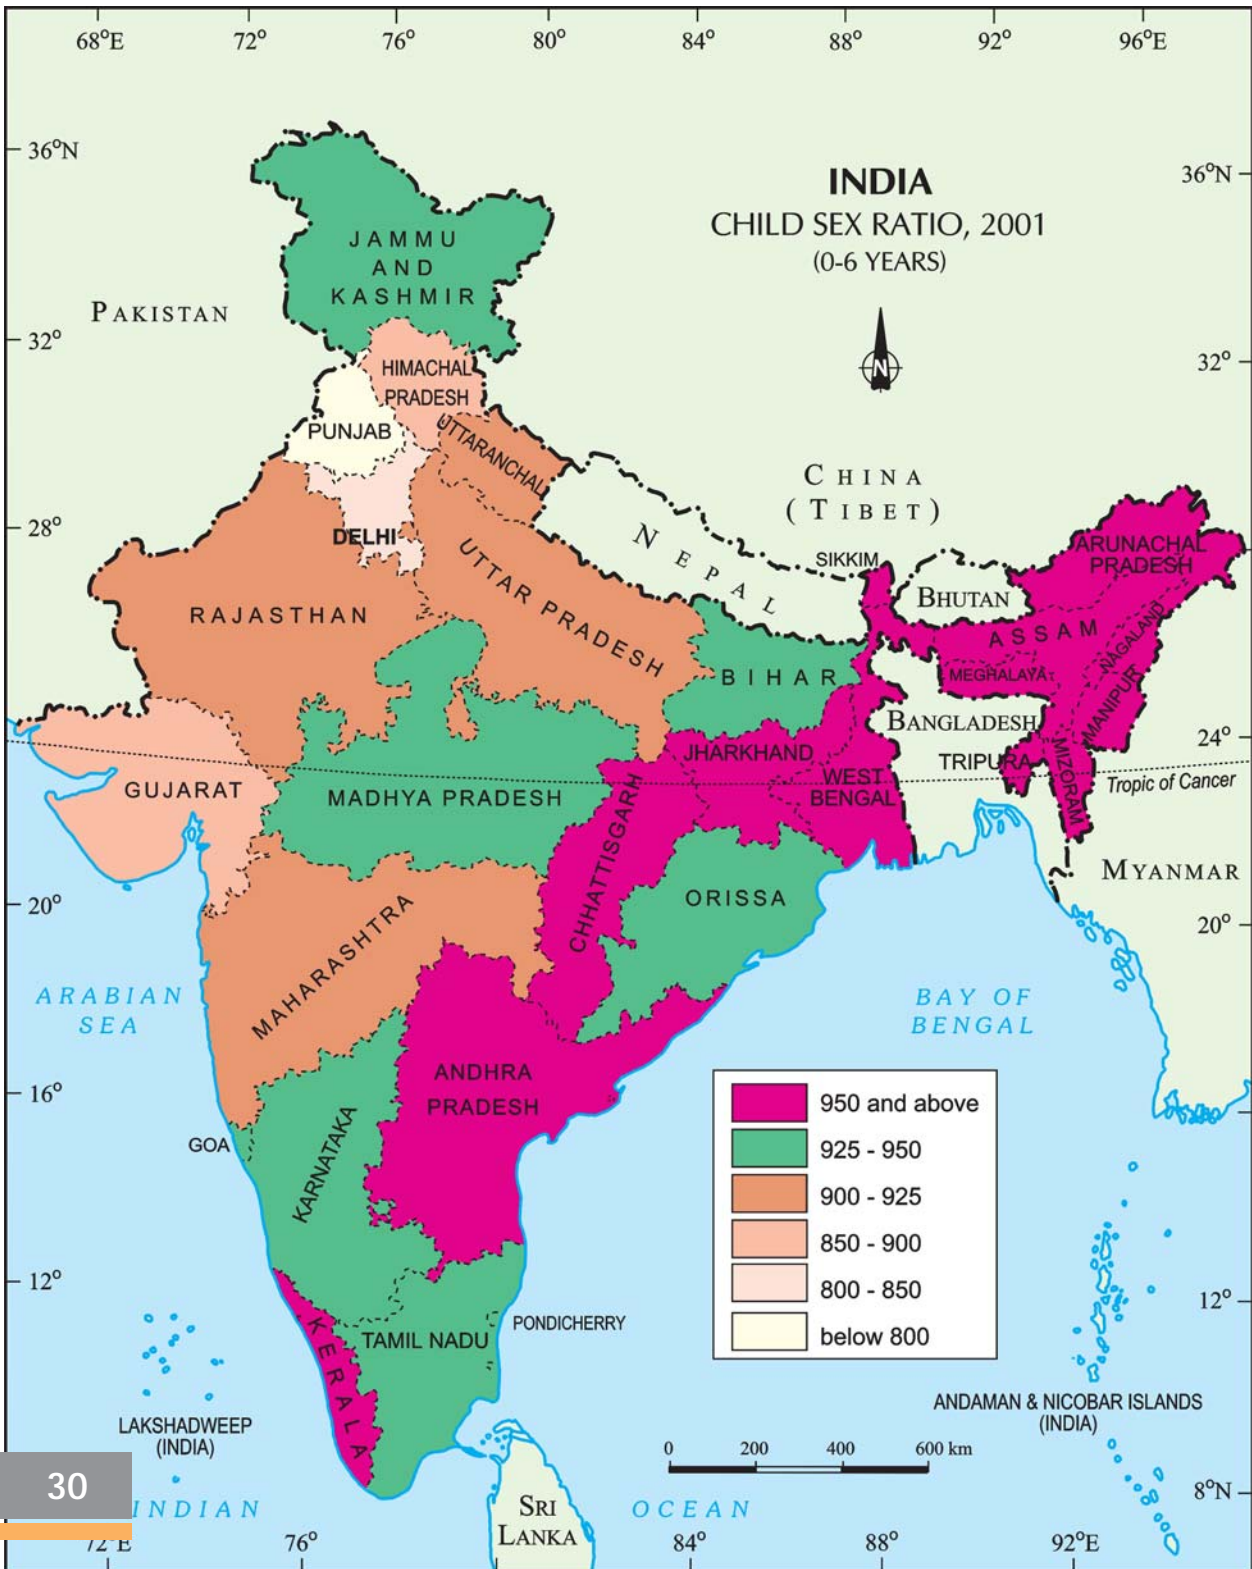 68°E 72° 76° 80° 84° 88° 92° 96°E
36°N
36°N
INDIA
CHILD SEX RATIO, 2001
(0-6 YEARS)
JAMMU
AND
KASHMIR
PAKISTAN
N
32°
32°
HIMACHAL
PRADESH
PUNJAB
UTTARANCHAL
CHINA
(TIBET)
28°
DELHI
NEPAL
SIKKIM
ARUNACHAL
PRADESH
BHUTAN
RAJASTHAN
UTTAR PRADESH
ASSAM
NAGALAND
BIHAR
MEGHALAYA
MANIPUR
BANGLADESH
24°
JHARKHAND
TRIPURA
MIZORAM
Tropic of Cancer
GUJARAT
MADHYA PRADESH
WEST
BENGAL
CHHATTISGARH
MYANMAR
20°
ORISSA
20°
MAHARASHTRA
ARABIAN
SEA
BAY OF
BENGAL
ANDHRA
PRADESH
16°
950 and above
925 - 950
900 - 925
850 - 900
800 - 850
below 800
GOA
KARNATAKA
12°
12°
PONDICHERRY
TAMIL NADU
KERALA
LAKSHADWEEP
(INDIA)
ANDAMAN & NICOBAR ISLANDS
(INDIA)
0 200 400 600 km
30
8°N
INDIAN
OCEAN
SRI
LANKA
72°E 76° 84° 88° 92°E